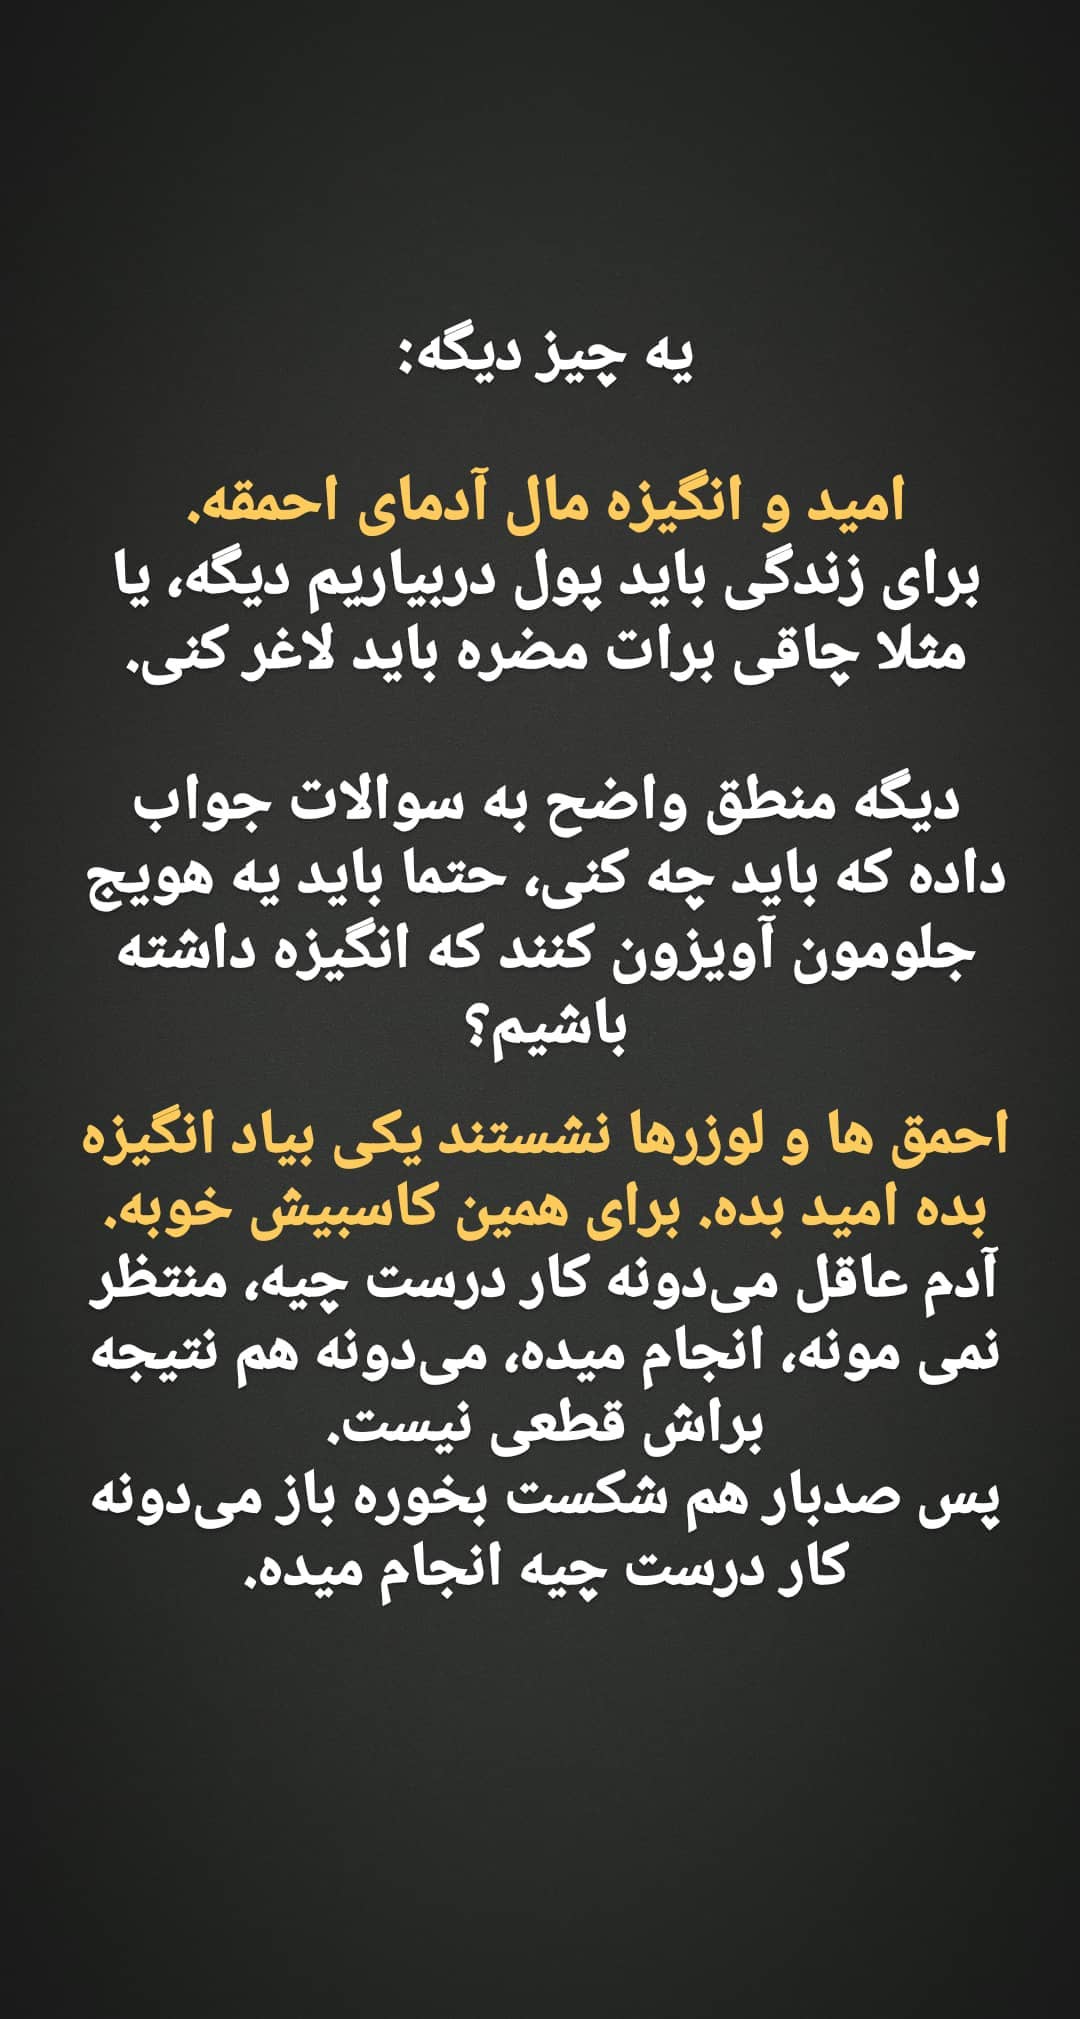 یه چیز دیگه:
امید و انگیزه مال آدمای احمقه.
برای زندگی باید پول دربیاریم دیگه، یا
مثلا چاقی برات مضره باید لاغر کنی.
دیگه منطق واضح به سوالات جواب
داده که باید چه کنی، حتما باید یه هویج
جلومون آویزون کنند که انگیزه داشته
باشیم؟
احمق ها و لوزرها نشستند یکی بیاد انگیزه
بده امید بده. برای همین کاسبیش خوبه.
آدم عاقل می‌دونه کار درست چیه، منتظر
نمی مونه، انجام میده، می‌دونه هم نتیجه
براش قطعی نیست.
پس صدبار هم شکست بخوره باز می‌دونه
کار درست چیه انجام میده.